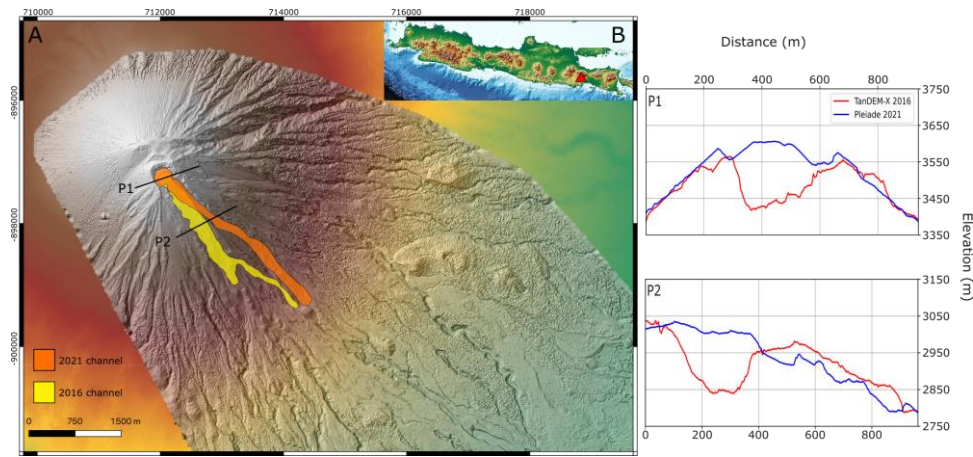 710000 712000 714000 716000 718000
A
B
-896000
-898000
-900000
P1
P2
2021 channel
2016 channel
0 750 1500 m
Distance (m)
0 200 400 600 800
P1
TanDEM-X 2016
Pleiade 2021
3750
3650
3550
3450
3350
Elevation (m)
P2
3150
3050
2950
2850
2750
0 200 400 600 800